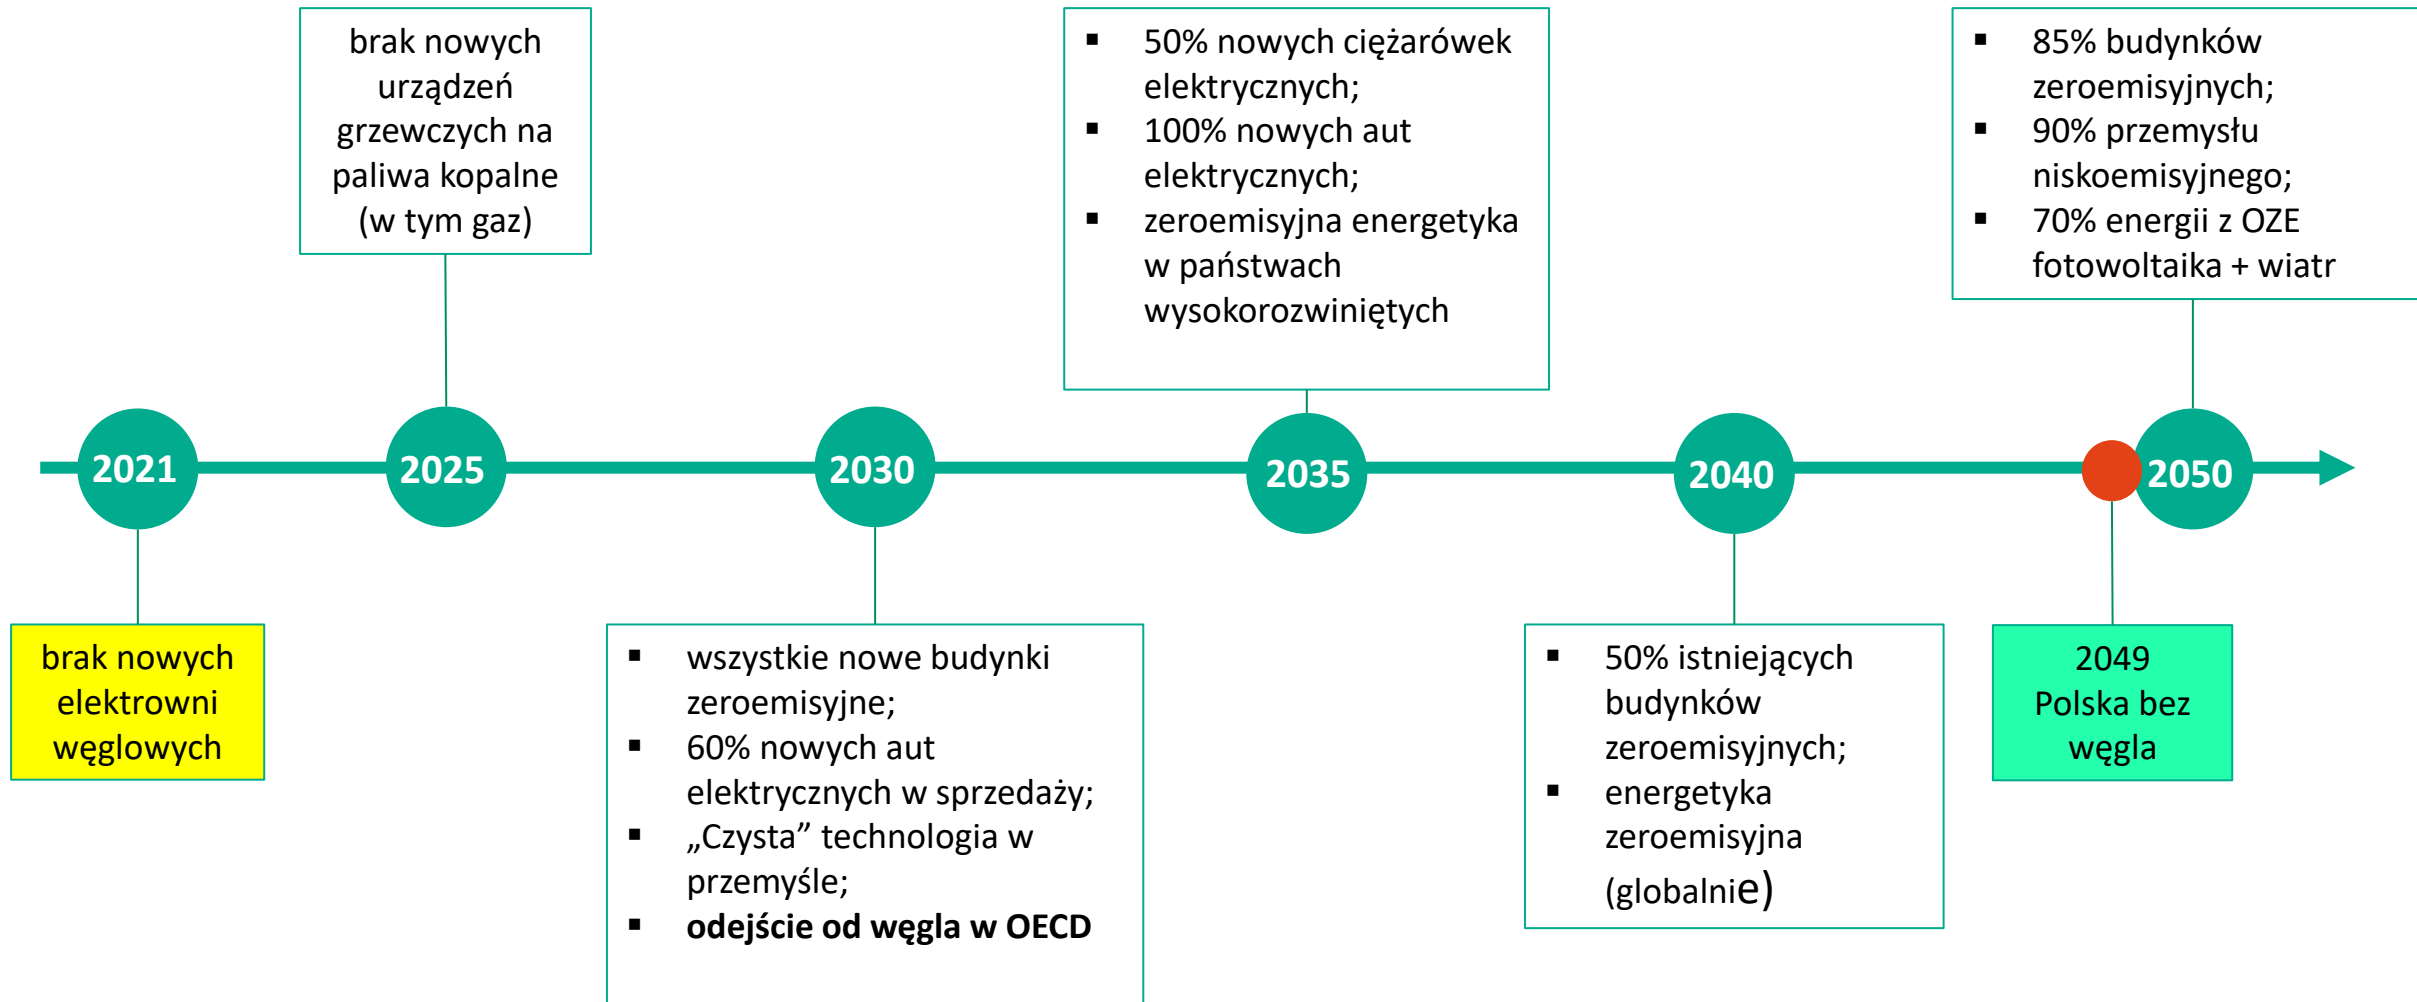 brak nowych
urządzeń
grzewczych na
paliwa kopalne
(w tym gaz)
▪ 50% nowych ciężarówek
elektrycznych;
▪ 100% nowych aut
elektrycznych;
▪ zeroemisyjna energetyka
w państwach
wysokorozwiniętych
▪ 85% budynków
zeroemisyjnych;
▪ 90% przemysłu
niskoemisyjnego;
▪ 70% energii z OZE
fotowoltaika + wiatr
2021
2025
2030
2035
2040
2050
brak nowych
elektrowni
węglowych
▪ wszystkie nowe budynki
zeroemisyjne;
▪ 60% nowych aut
elektrycznych w sprzedaży;
▪ „Czysta” technologia w
przemyśle;
▪ odejście od węgla w OECD
▪ 50% istniejących
budynków
zeroemisyjnych;
▪ energetyka
zeroemisyjna
(globalnie)
2049
Polska bez
węgla